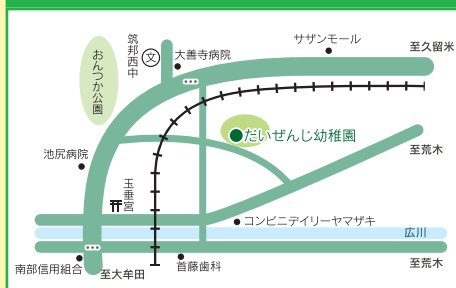 筑邦西中
文
大善寺病院
サザンモール
至久留米
おんつか公園
だいぜんじ幼稚園
池尻病院
至荒木
玉垂宮
コンビニデイリーヤマザキ
広川
南部信用組合
至大牟田
首藤歯科
至荒木